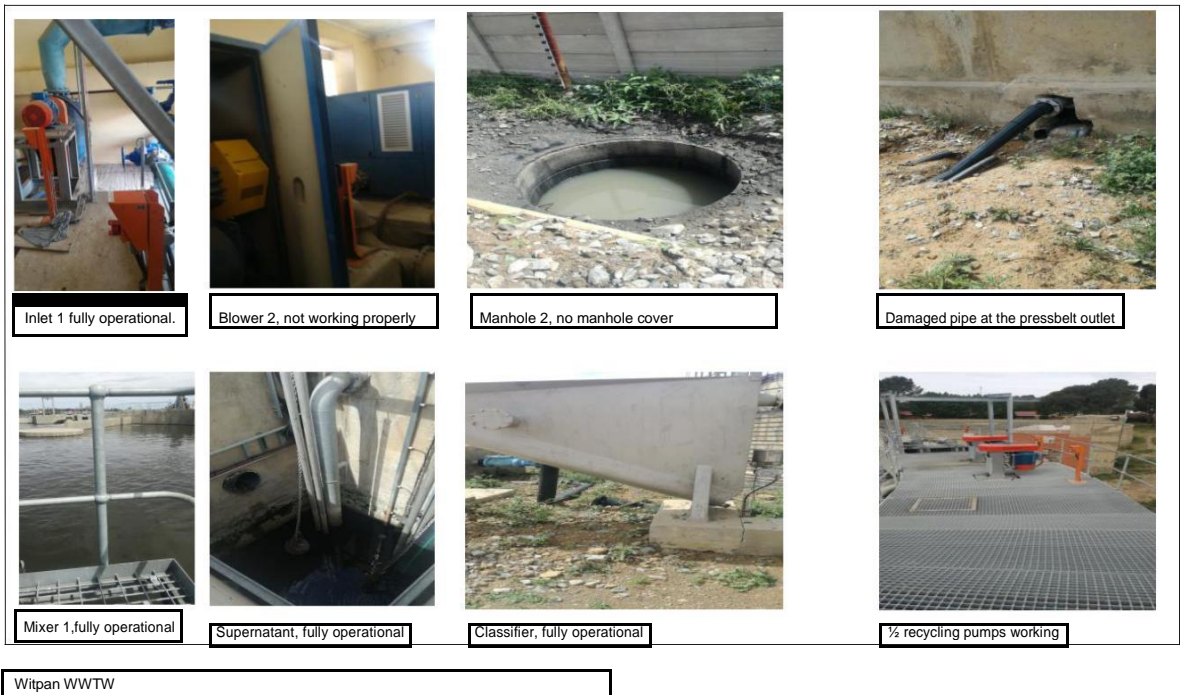 Inlet 1 fully operational.
Blower 2, not working properly
Manhole 2, no manhole cover
Damaged pipe at the pressbelt outlet
Mixer 1,fully operational
Supernatant, fully operational
Classifier, fully operational
½ recycling pumps working
Witpan WWTW